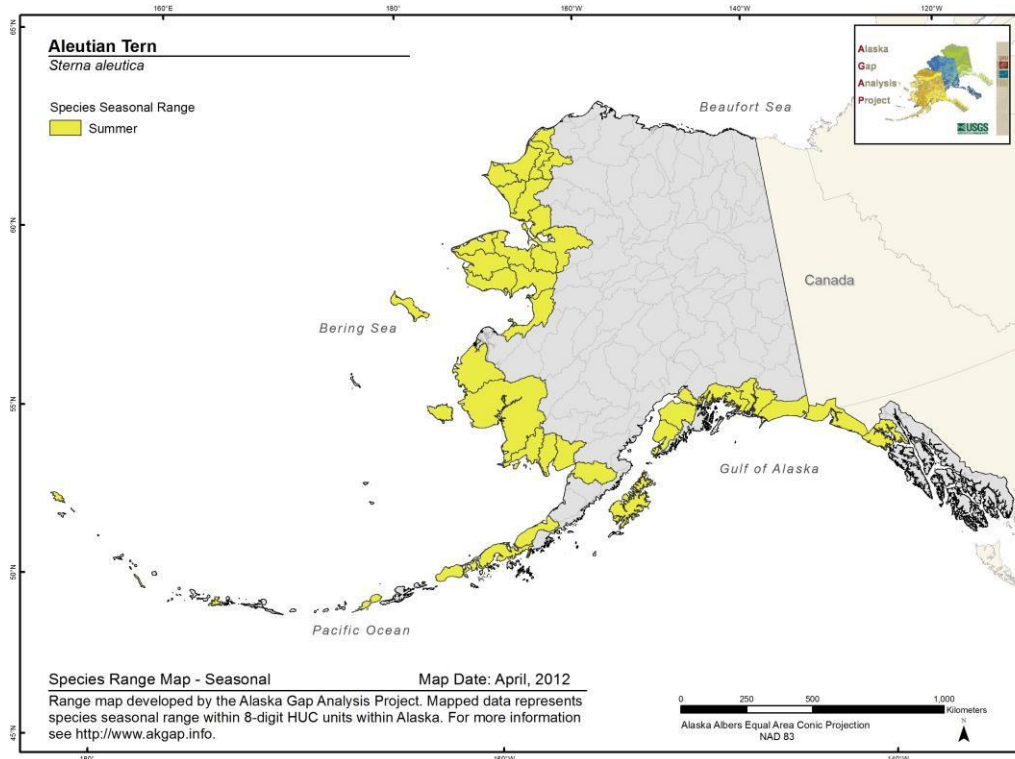 160°E 180° 160°W 140°W 120°W
65°N
60°N
55°N
50°N
45°N
Aleutian Tern
Sterna aleutica
Species Seasonal Range
Summer
Alaska
Gap
Analysis
Project
USGS
Beaufort Sea
Canada
Bering Sea
Gulf of Alaska
Pacific Ocean
Species Range Map - Seasonal Map Date: April, 2012
Range map developed by the Alaska Gap Analysis Project. Mapped data represents
species seasonal range within 8-digit HUC units within Alaska. For more information
see http://www.akgap.info.
0 250 500 1,000
Kilometers
Alaska Albers Equal Area Conic Projection
NAD 83
N
180° 160°W 140°W